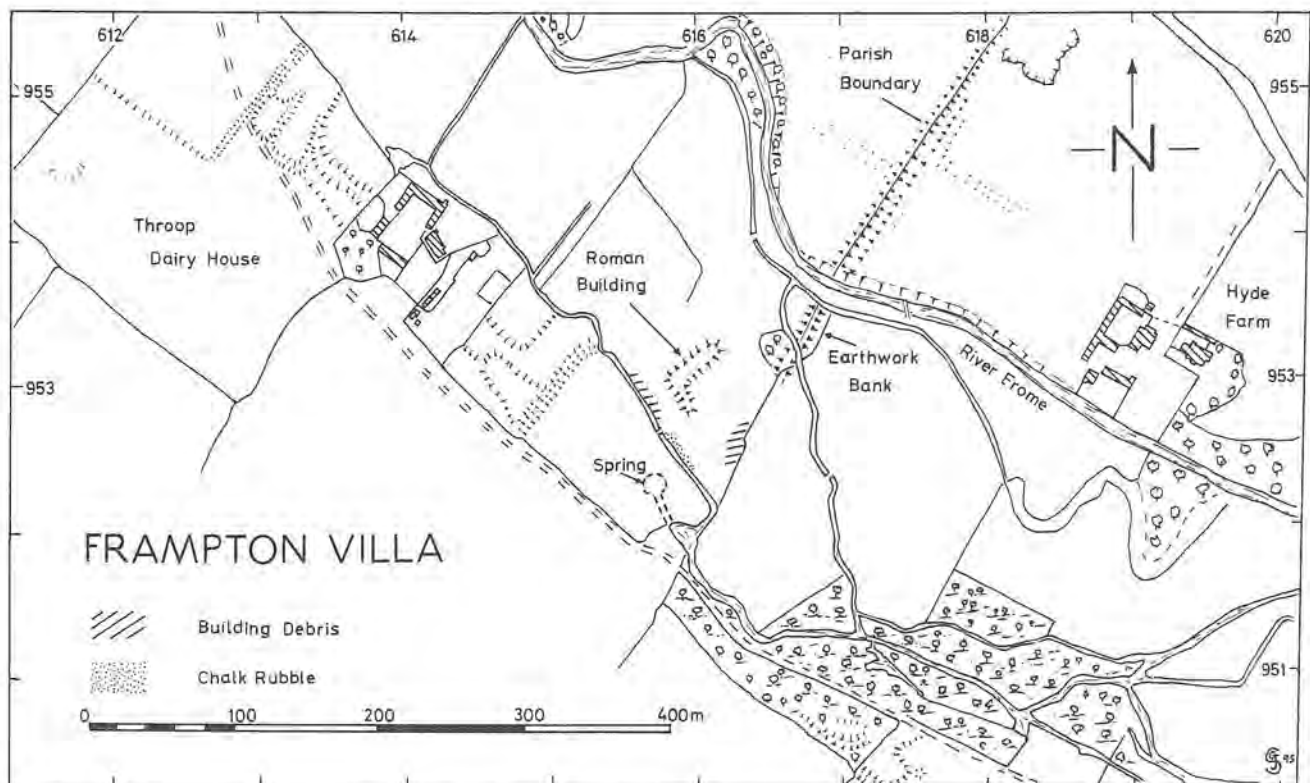 612
614
616
618
620
955
955
Parish
Boundary
N
Throop
Dairy House
Roman
Building
Hyde
Farm
Earthwork
Bank
River Frome
953
953
Spring
FRAMPTON VILLA
Building Debris
Chalk Rubble
951
0 100 200 300 400m
95